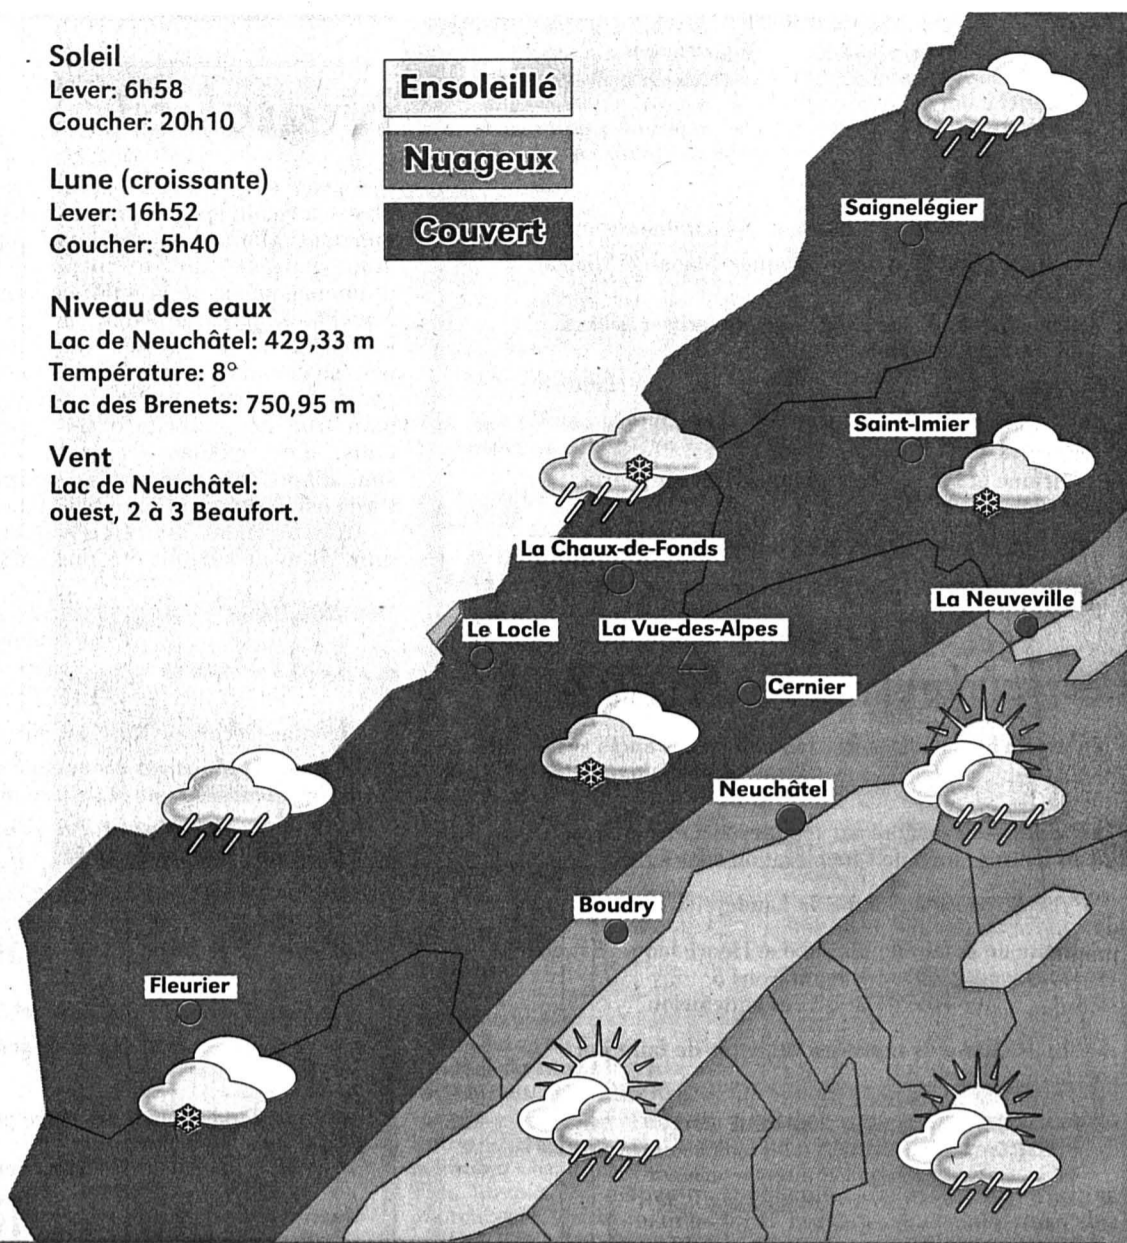 Soleil
Lever: 6h58
Coucher: 20h10
Lune (croissante)
Lever: 16h52
Coucher: 5h40
Niveau des eaux
Lac de Neuchâtel: 429,33 m
Température: 8°
Lac des Brenets: 750,95 m
Vent
Lac de Neuchâtel:
ouest, 2 à 3 Beaufort.
Ensoleillé
Nuageux
Couvert
Saignelégier
Saint-Imier
La Chaux-de-Fonds
La Neuveville
Le Locle
La Vue-des-Alpes
Cernier
Neuchâtel
Boudry
Fleurier